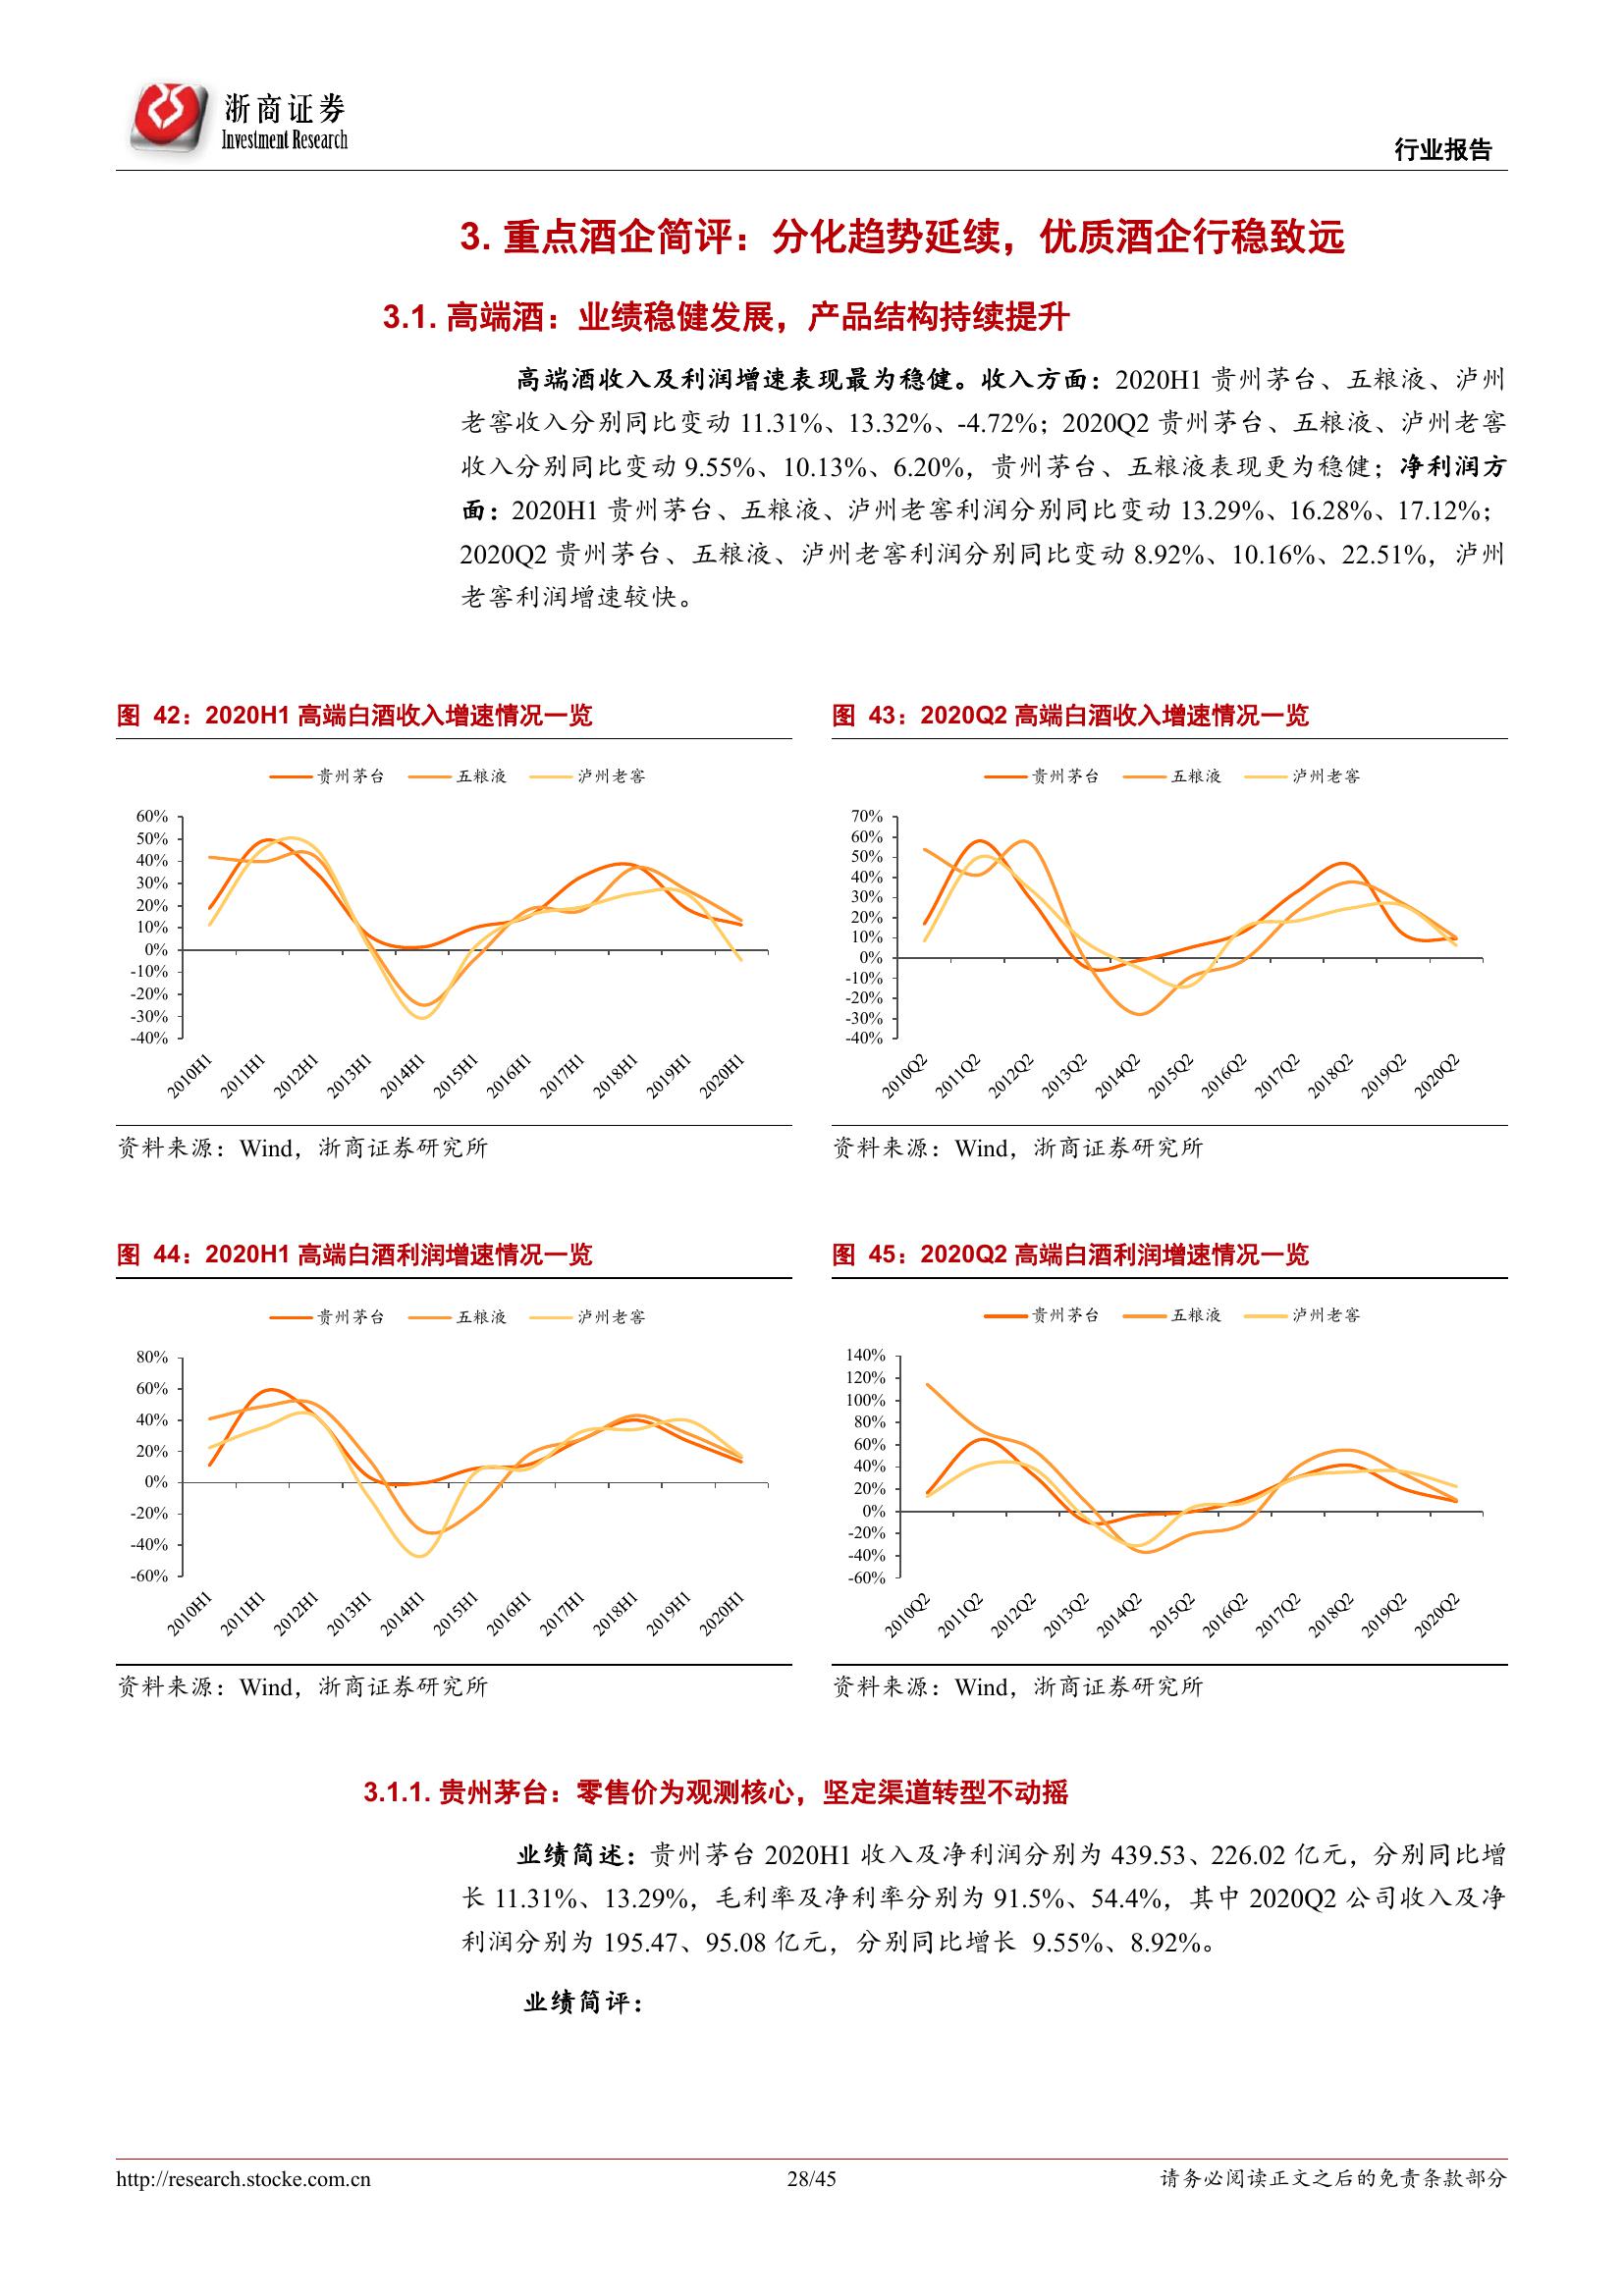 浙商证券
Investment Research
行业报告
3. 重点酒企简评：分化趋势延续，优质酒企行稳致远
3.1. 高端酒：业绩稳健发展，产品结构持续提升
高端酒收入及利润增速表现最为稳健。收入方面：2020H1 贵州茅台、五粮液、泸州
老窖收入分别同比变动 11.31%、13.32%、-4.72%；2020Q2 贵州茅台、五粮液、泸州老窖
收入分别同比变动 9.55%、10.13%、6.20%，贵州茅台、五粮液表现更为稳健；净利润方
面：2020H1 贵州茅台、五粮液、泸州老窖利润分别同比变动 13.29%、16.28%、17.12%；
2020Q2 贵州茅台、五粮液、泸州老窖利润分别同比变动 8.92%、10.16%、22.51%，泸州
老窖利润增速较快。
图 42：2020H1 高端白酒收入增速情况一览
贵州茅台 五粮液 泸州老窖
60%
50%
40%
30%
20%
10%
0%
-10%
-20%
-30%
-40%
2010H1 2011H1 2012H1 2013H1 2014H1 2015H1 2016H1 2017H1 2018H1 2019H1 2020H1
资料来源：Wind，浙商证券研究所
图 43：2020Q2 高端白酒收入增速情况一览
贵州茅台 五粮液 泸州老窖
70%
60%
50%
40%
30%
20%
10%
0%
-10%
-20%
-30%
-40%
2010Q2 2011Q2 2012Q2 2013Q2 2014Q2 2015Q2 2016Q2 2017Q2 2018Q2 2019Q2 2020Q2
资料来源：Wind，浙商证券研究所
图 44：2020H1 高端白酒利润增速情况一览
贵州茅台 五粮液 泸州老窖
80%
60%
40%
20%
0%
-20%
-40%
-60%
2010H1 2011H1 2012H1 2013H1 2014H1 2015H1 2016H1 2017H1 2018H1 2019H1 2020H1
资料来源：Wind，浙商证券研究所
图 45：2020Q2 高端白酒利润增速情况一览
贵州茅台 五粮液 泸州老窖
140%
120%
100%
80%
60%
40%
20%
0%
-20%
-40%
-60%
2010Q2 2011Q2 2012Q2 2013Q2 2014Q2 2015Q2 2016Q2 2017Q2 2018Q2 2019Q2 2020Q2
资料来源：Wind，浙商证券研究所
3.1.1. 贵州茅台：零售价为观测核心，坚定渠道转型不动摇
业绩简述：贵州茅台 2020H1 收入及净利润分别为 439.53、226.02 亿元，分别同比增
长 11.31%、13.29%，毛利率及净利率分别为 91.5%、54.4%，其中 2020Q2 公司收入及净
利润分别为 195.47、95.08 亿元，分别同比增长 9.55%、8.92%。
业绩简评：
http://research.stocke.com.cn
28/45
请务必阅读正文之后的免责条款部分